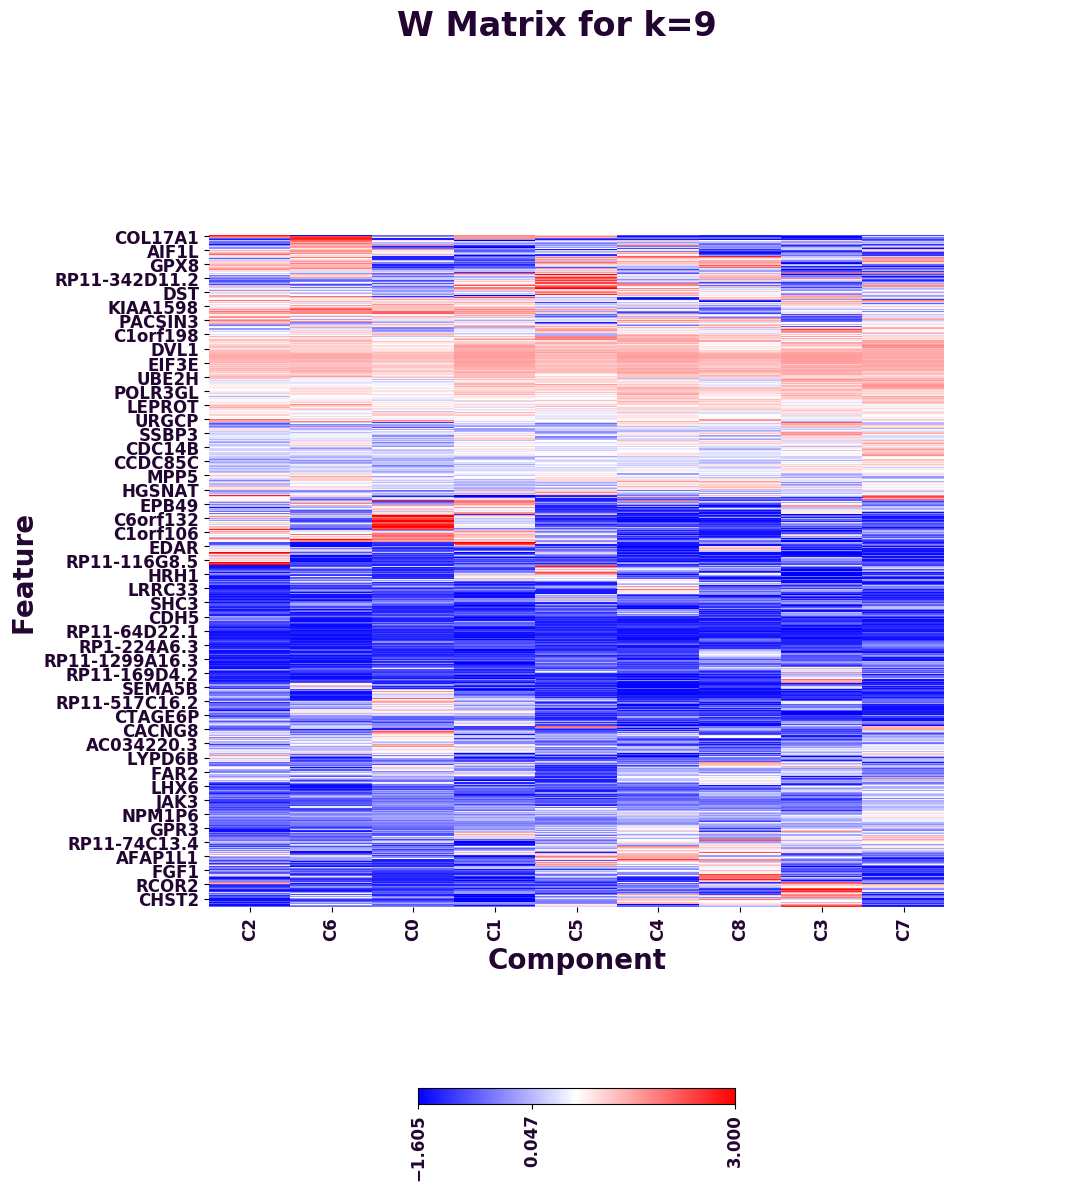 W Matrix for k=9
Feature
COL17A1
AIF1L
GPX8
RP11-342D11.2
DST
KIAA1598
PACSIN3
C1orf198
DVL1
EIF3E
UBE2H
POLR3GL
LEPROT
URGCP
SSBP3
CDC14B
CCDC85C
MPP5
HGSNAT
EPB49
C6orf132
C1orf106
EDAR
RP11-116G8.5
HRH1
LRRC33
SHC3
CDH5
RP11-64D22.1
RP1-224A6.3
RP11-1299A16.3
RP11-169D4.2
SEMA5B
RP11-517C16.2
CTAGE6P
CACNG8
AC034220.3
LYPD6B
FAR2
LHX6
JAK3
NPM1P6
GPR3
RP11-74C13.4
AFAP1L1
FGF1
RCOR2
CHST2
C2 C6 C0 C1 C5 C4 C8 C3 C7
Component
−1.605 0.047 3.000